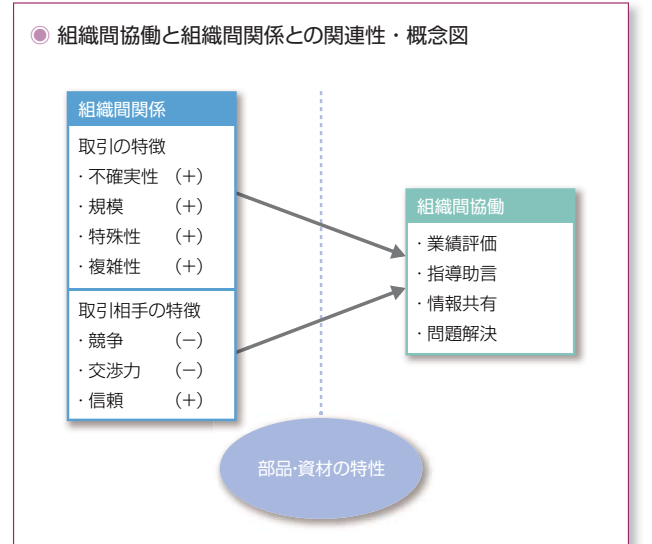 ◉ 組織間協働と組織間関係との関連性・概念図
組織間関係
取引の特徴
・不確実性 (＋)
・規模 (＋)
・特殊性 (＋)
・複雑性 (＋)
取引相手の特徴
・競争 (−)
・交渉力 (−)
・信頼 (＋)
組織間協働
・業績評価
・指導助言
・情報共有
・問題解決
部品・資材の特性